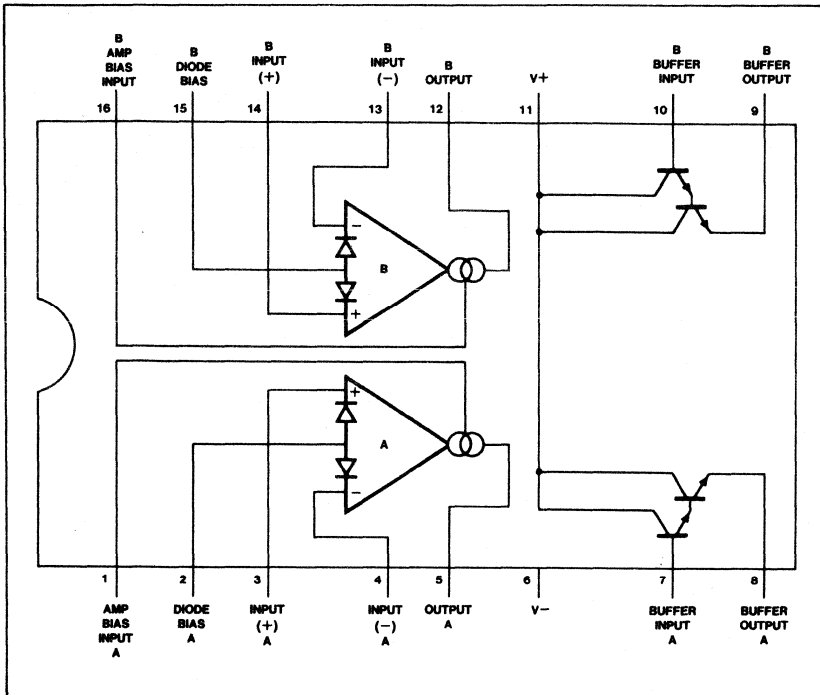 B
AMP
BIAS
INPUT
B
DIODE
BIAS
B
INPUT
(+)
B
INPUT
(−)
B
OUTPUT
V+
B
BUFFER
INPUT
B
BUFFER
OUTPUT
16 15 14 13 12 11 10 9
−
B
+
+
A
−
1 2 3 4 5 6 7 8
AMP
BIAS
INPUT
A
DIODE
BIAS
A
INPUT
(+)
A
INPUT
(−)
A
OUTPUT
A
V−
BUFFER
INPUT
A
BUFFER
OUTPUT
A